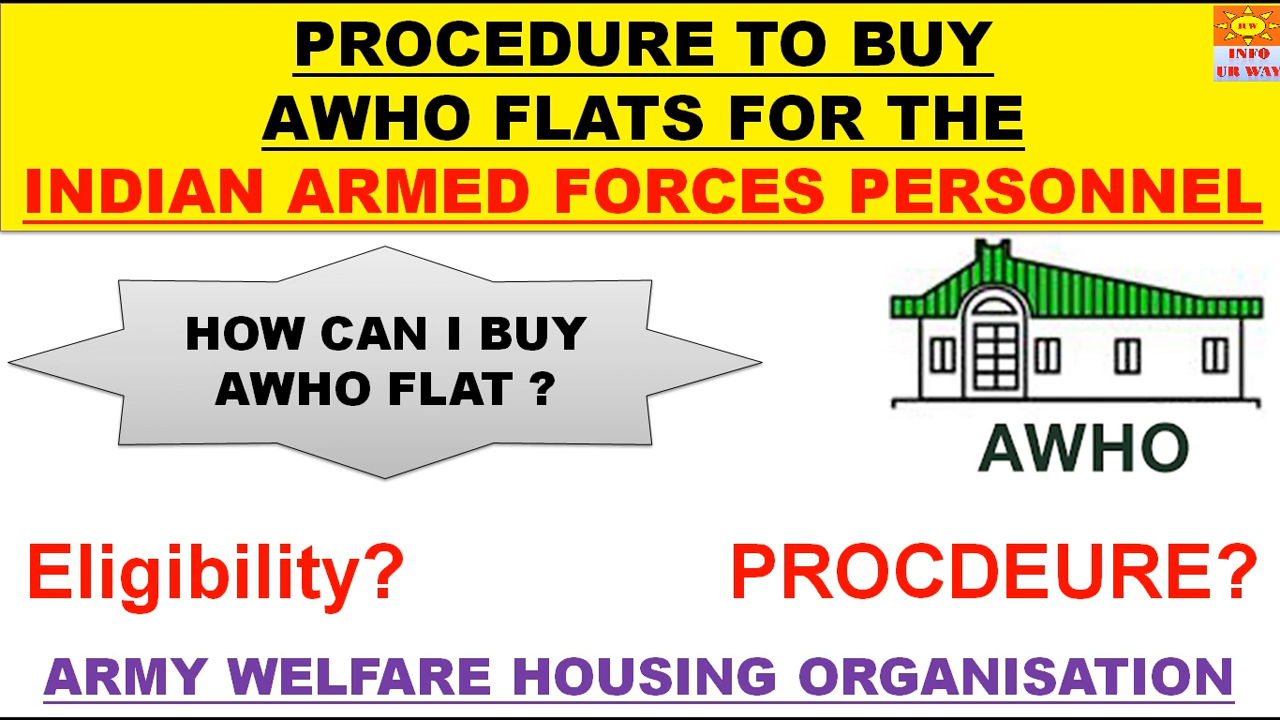 PROCEDURE TO BUY
AWHO FLATS FOR THE
INDIAN ARMED FORCES PERSONNEL
IUW
INFO
UR WAY
HOW CAN I BUY
AWHO FLAT ?
AWHO
Eligibility?
PROCDEURE?
ARMY WELFARE HOUSING ORGANISATION